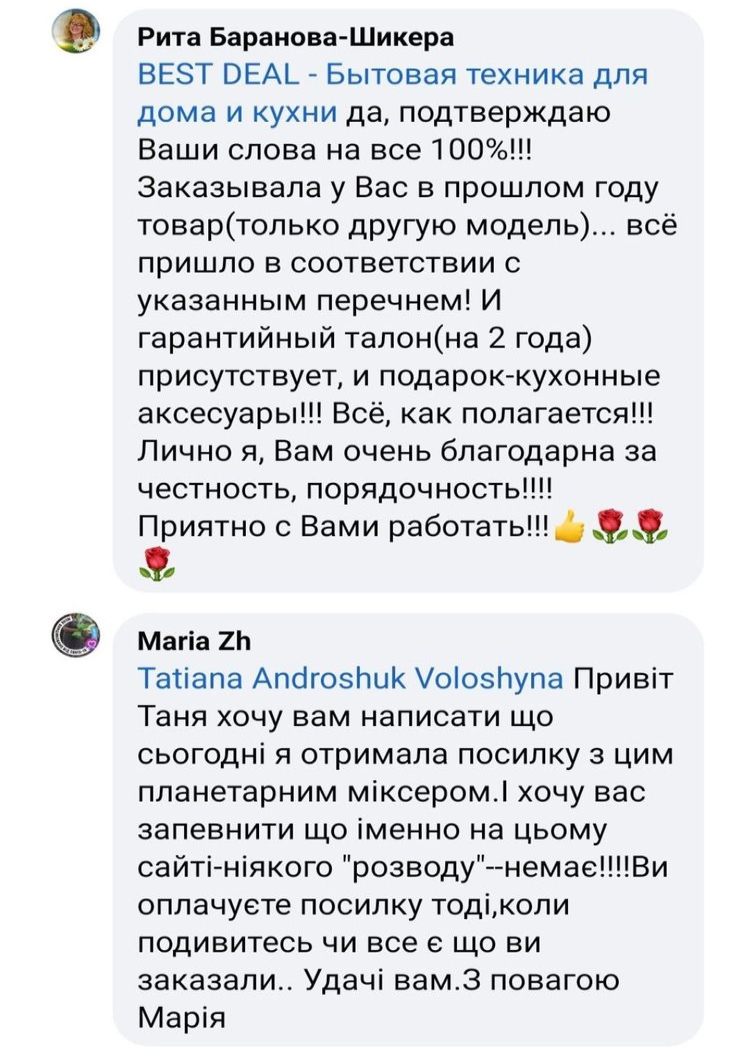 Рита Баранова-Шикера
BEST DEAL - Бытовая техника для
дома и кухни да, подтверждаю
Ваши слова на все 100%!!!
Заказывала у Вас в прошлом году
товар(только другую модель)... всё
пришло в соответствии с
указанным перечнем! И
гарантийный талон(на 2 года)
присутствует, и подарок-кухонные
аксесуары!!! Всё, как полагается!!!
Лично я, Вам очень благодарна за
честность, порядочность!!!!
Приятно с Вами работать!!!👍🌹🌹
🌹
Maria Zh
Tatiana Androshuk Voloshyna Привіт
Таня хочу вам написати що
сьогодні я отримала посилку з цим
планетарним міксером.І хочу вас
запевнити що іменно на цьому
сайті-ніякого "розводу"--немає!!!!Ви
оплачуєте посилку тоді,коли
подивитесь чи все є що ви
заказали.. Удачі вам.З повагою
Марія